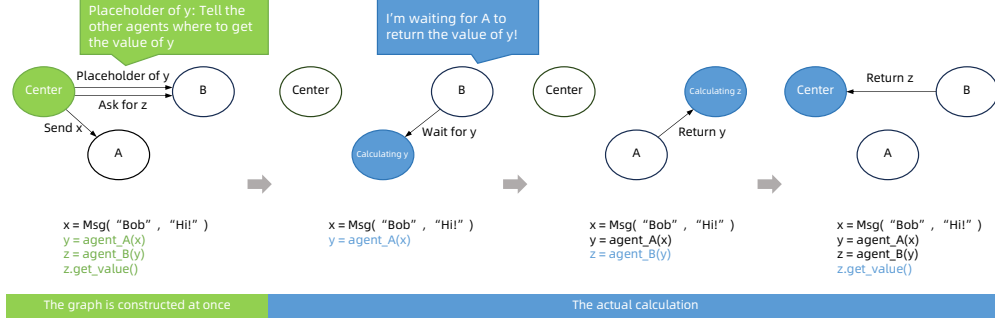 Placeholder of y: Tell the
other agents where to get
the value of y
I'm waiting for A to
return the value of y!
Center
Placeholder of y
Ask for z
B
Send x
A
Center
B
Wait for y
Calculating y
Center
Calculating z
Return y
A
Center
Return z
B
A
x = Msg( “Bob” , “Hi!” )
y = agent_A(x)
z = agent_B(y)
z.get_value()
x = Msg( “Bob” , “Hi!” )
y = agent_A(x)
x = Msg( “Bob” , “Hi!” )
y = agent_A(x)
z = agent_B(y)
x = Msg( “Bob” , “Hi!” )
y = agent_A(x)
z = agent_B(y)
z.get_value()
The graph is constructed at once
The actual calculation